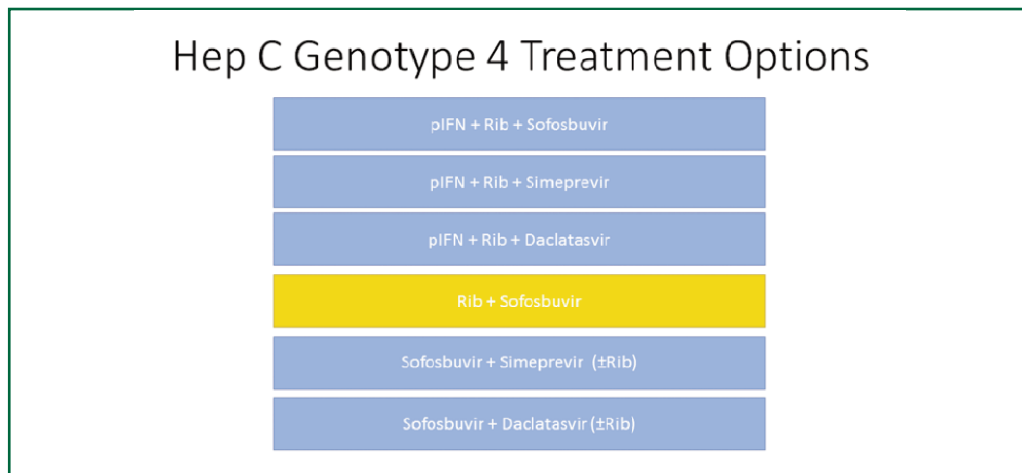 Hep C Genotype 4 Treatment Options
pIFN + Rib + Sofosbuvir
pIFN + Rib + Simeprevir
pIFN + Rib + Daclatasvir
Rib + Sofosbuvir
Sofosbuvir + Simeprevir (±Rib)
Sofosbuvir + Daclatasvir (±Rib)